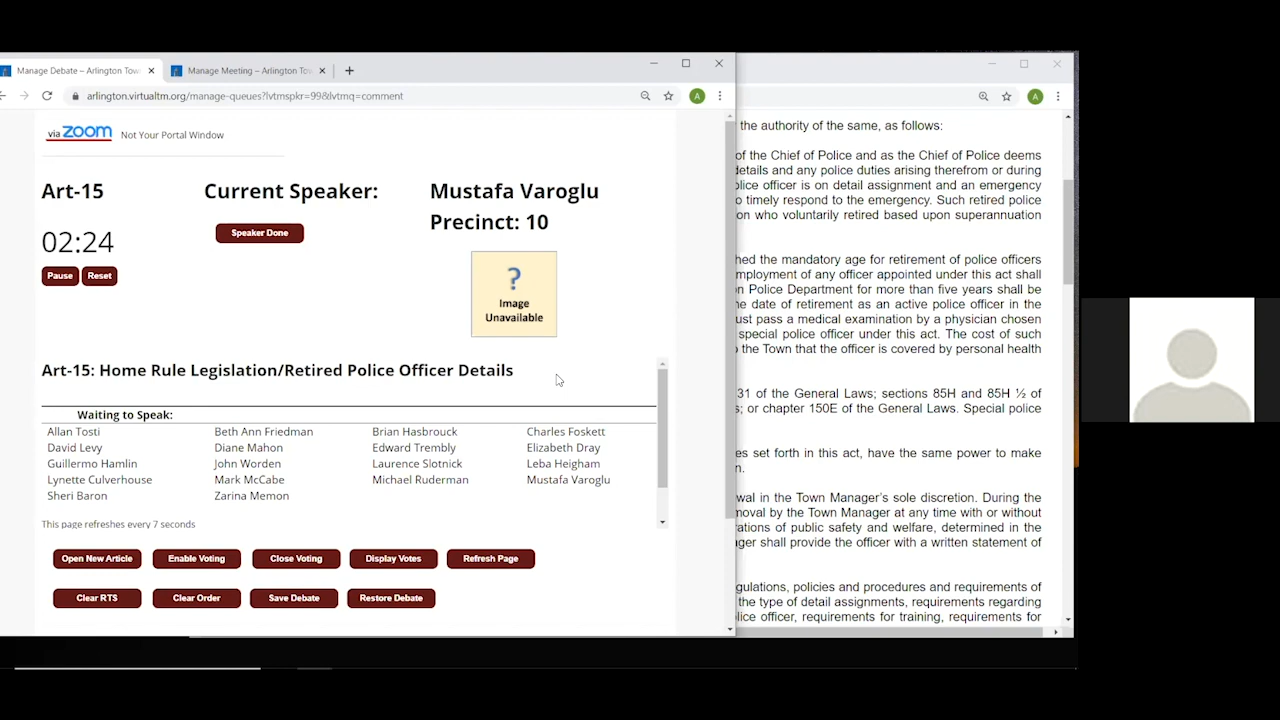 Manage Debate – Arlington Tow
Manage Meeting – Arlington Tow
arlington.virtualtm.org/manage-queues?lvtmspkr=99&lvtmq=comment
A
A
via zoom Not Your Portal Window
Art-15
Current Speaker:
Mustafa Varoglu
Precinct: 10
02:24
Speaker Done
Pause
Reset
?
Image
Unavailable
Art-15: Home Rule Legislation/Retired Police Officer Details
Waiting to Speak:
Allan Tosti Beth Ann Friedman Brian Hasbrouck Charles Foskett
David Levy Diane Mahon Edward Trembly Elizabeth Dray
Guillermo Hamlin John Worden Laurence Slotnick Leba Heigham
Lynette Culverhouse Mark McCabe Michael Ruderman Mustafa Varoglu
Sheri Baron Zarina Memon
This page refreshes every 7 seconds
Open New Article Enable Voting Close Voting Display Votes Refresh Page
Clear RTS Clear Order Save Debate Restore Debate
the authority of the same, as follows:
of the Chief of Police and as the Chief of Police deems
details and any police duties arising therefrom or during
olice officer is on detail assignment and an emergency
o timely respond to the emergency. Such retired police
on who voluntarily retired based upon superannuation
hed the mandatory age for retirement of police officers
mployment of any officer appointed under this act shall
n Police Department for more than five years shall be
he date of retirement as an active police officer in the
ust pass a medical examination by a physician chosen
special police officer under this act. The cost of such
o the Town that the officer is covered by personal health
31 of the General Laws; sections 85H and 85H ½ of
s; or chapter 150E of the General Laws. Special police
es set forth in this act, have the same power to make
n.
wal in the Town Manager's sole discretion. During the
moval by the Town Manager at any time with or without
rations of public safety and welfare, determined in the
ger shall provide the officer with a written statement of
gulations, policies and procedures and requirements of
the type of detail assignments, requirements regarding
lice officer, requirements for training, requirements for